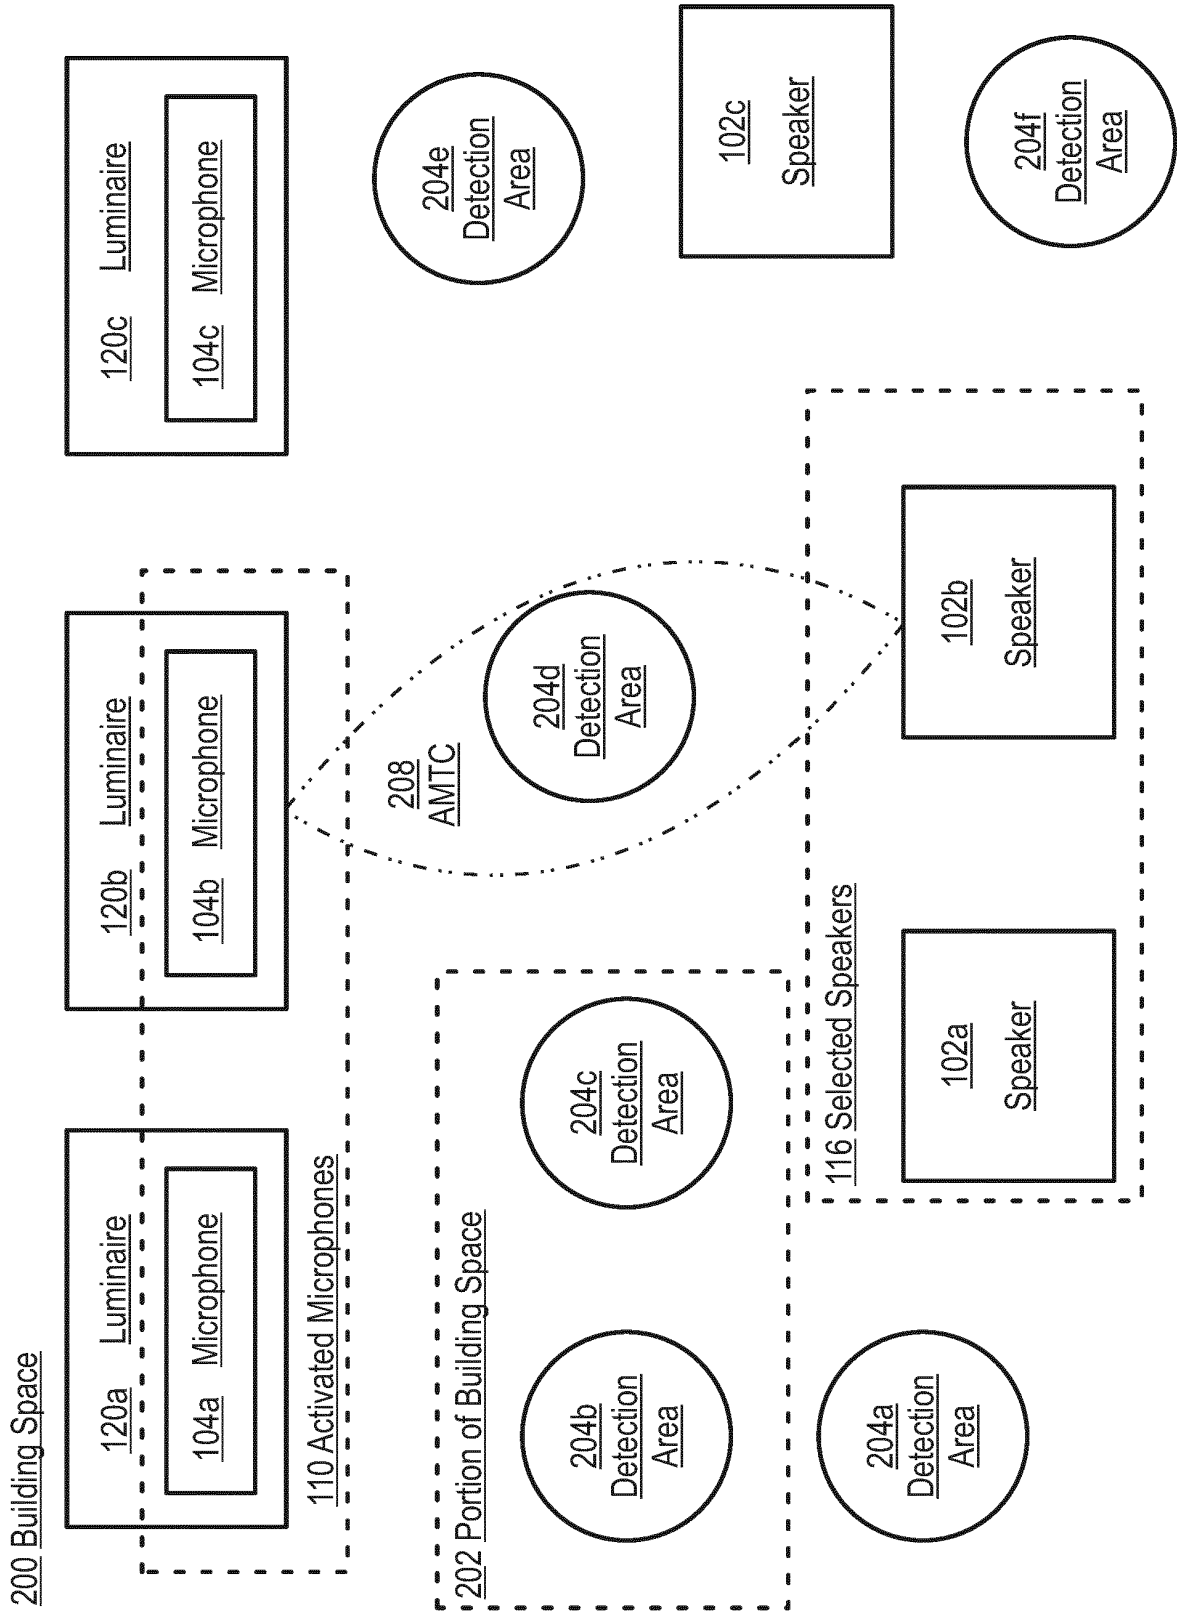 200 Building Space
120a Luminaire
104a Microphone
120b Luminaire
104b Microphone
120c Luminaire
104c Microphone
110 Activated Microphones
208
AMTC
204e
Detection
Area
202 Portion of Building Space
204b
Detection
Area
204c
Detection
Area
204d
Detection
Area
102c
Speaker
116 Selected Speakers
204a
Detection
Area
102a
Speaker
102b
Speaker
204f
Detection
Area